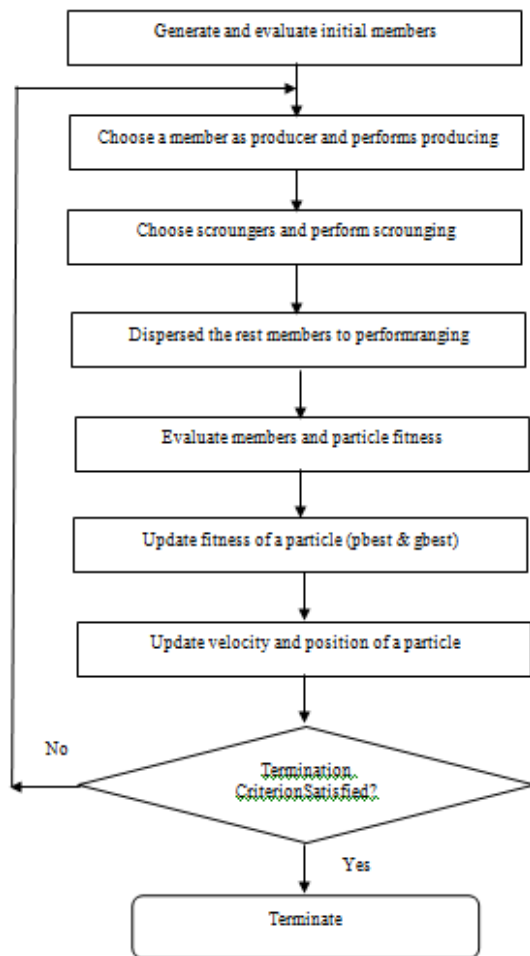 Generate and evaluate initial members
Choose a member as producer and performs producing
Choose scroungers and perform scrounging
Dispersed the rest members to performranging
Evaluate members and particle fitness
Update fitness of a particle (pbest & gbest)
Update velocity and position of a particle
No
Termination
CriterionSatisfied?
Yes
Terminate